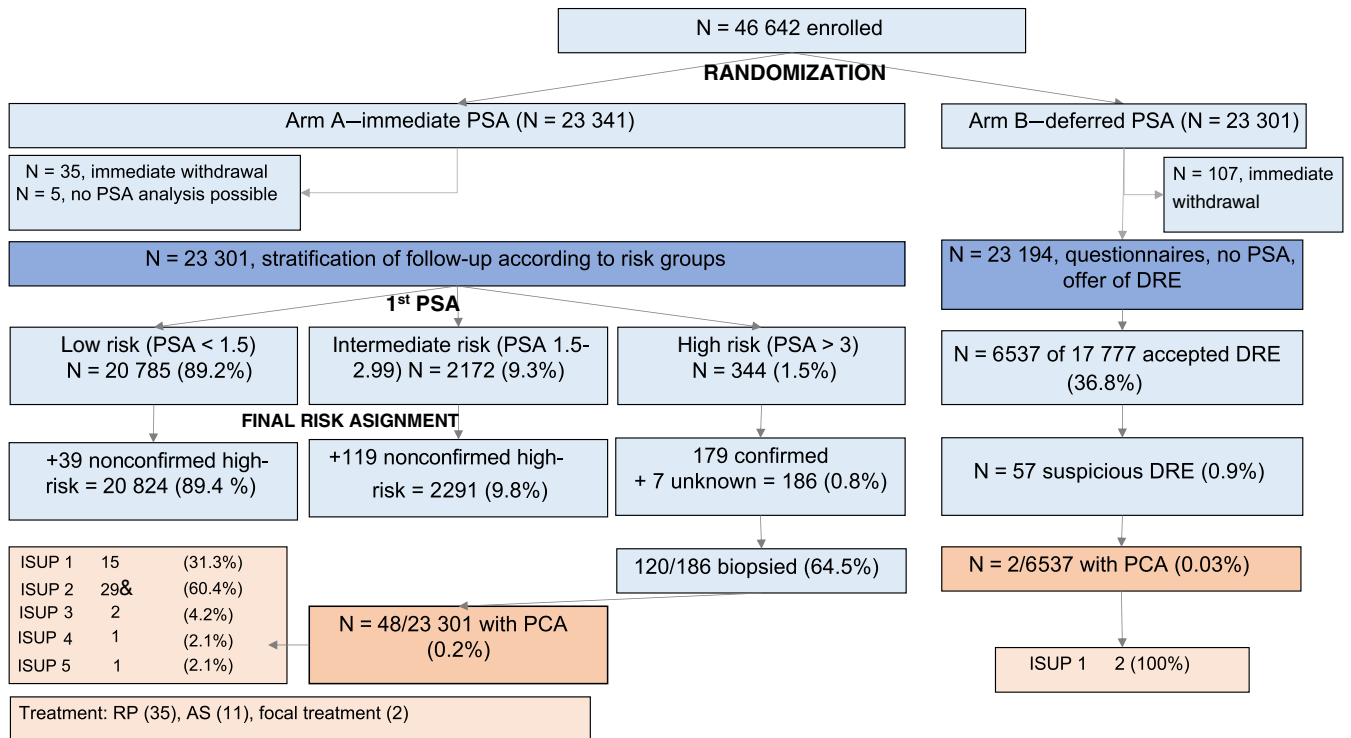 N = 46 642 enrolled
RANDOMIZATION
Arm A—immediate PSA (N = 23 341)
Arm B—deferred PSA (N = 23 301)
N = 35, immediate withdrawal
N = 5, no PSA analysis possible
N = 107, immediate
withdrawal
N = 23 301, stratification of follow-up according to risk groups
N = 23 194, questionnaires, no PSA,
offer of DRE
1st PSA
Low risk (PSA < 1.5)
N = 20 785 (89.2%)
Intermediate risk (PSA 1.5-
2.99) N = 2172 (9.3%)
High risk (PSA > 3)
N = 344 (1.5%)
N = 6537 of 17 777 accepted DRE
(36.8%)
FINAL RISK ASIGNMENT
+39 nonconfirmed high-
risk = 20 824 (89.4 %)
+119 nonconfirmed high-
risk = 2291 (9.8%)
179 confirmed
+ 7 unknown = 186 (0.8%)
N = 57 suspicious DRE (0.9%)
120/186 biopsied (64.5%)
N = 2/6537 with PCA (0.03%)
N = 48/23 301 with PCA
(0.2%)
ISUP 1 15 (31.3%)
ISUP 2 29& (60.4%)
ISUP 3 2 (4.2%)
ISUP 4 1 (2.1%)
ISUP 5 1 (2.1%)
ISUP 1 2 (100%)
Treatment: RP (35), AS (11), focal treatment (2)